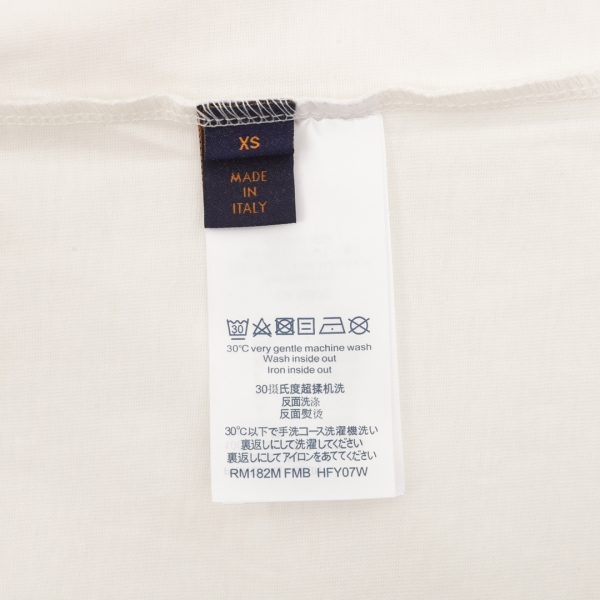 XS
MADE
IN
ITALY
30
30°C very gentle machine wash
Wash inside out
Iron inside out
30摄氏度超揉机洗
反面洗涤
反面熨烫
30℃以下で手洗コース洗濯機洗い
裏返しにして洗濯してください
裏返しにしてアイロンをあててください
RM182M FMB HFY07W